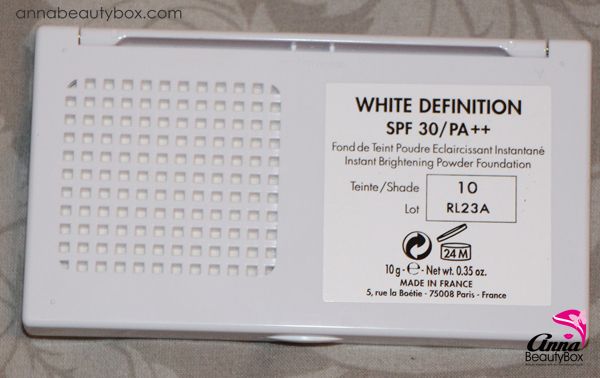 annabeautybox.com
WHITE DEFINITION
SPF 30/PA++
Fond de Teint Poudre Eclaircissant Instantané
Instant Brightening Powder Foundation
Teinte/Shade 10
Lot RL23A
24 M
10 g - e - Net wt. 0.35 oz.
MADE IN FRANCE
5, rue la Boétie - 75008 Paris - France
anna
BeautyBox